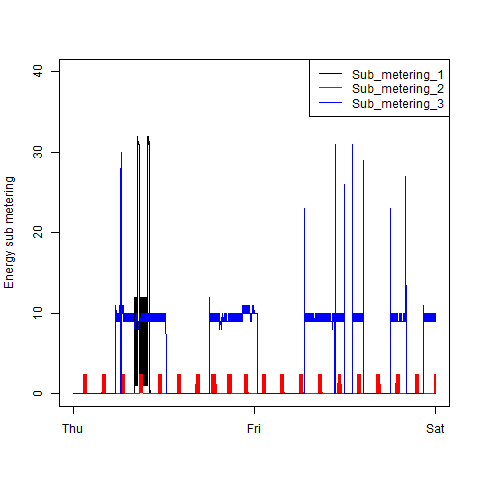 40
30
20
10
0
Energy sub metering
Sub_metering_1
Sub_metering_2
Sub_metering_3
Thu Fri Sat